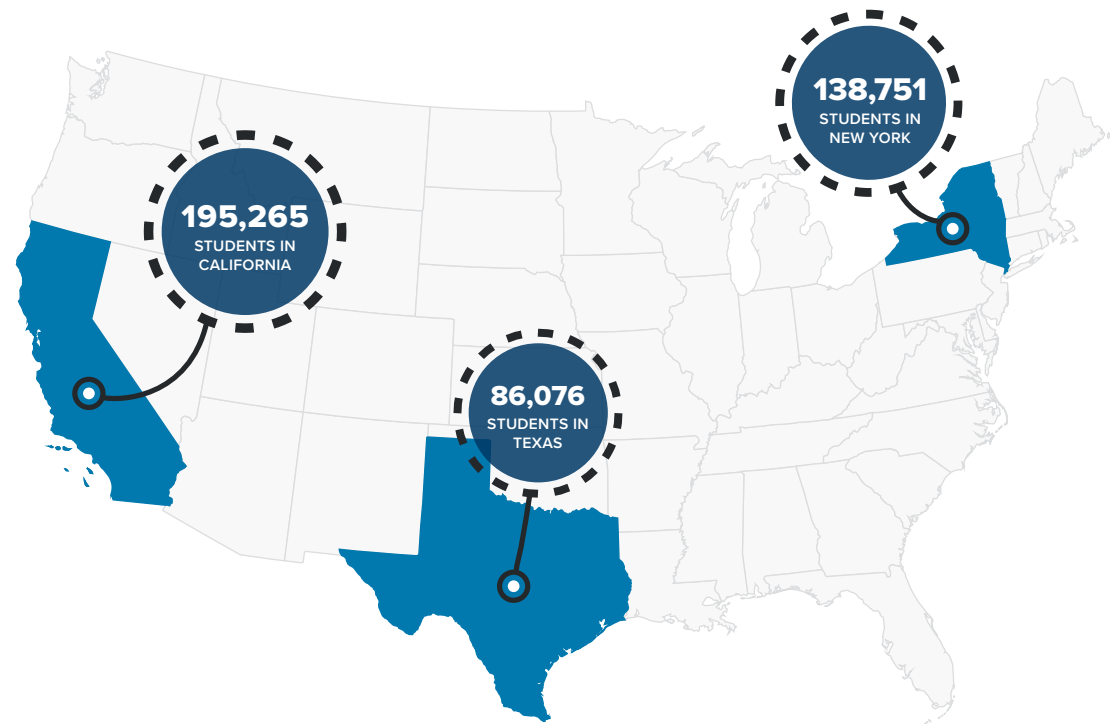 138,751
STUDENTS IN
NEW YORK
195,265
STUDENTS IN
CALIFORNIA
86,076
STUDENTS IN
TEXAS